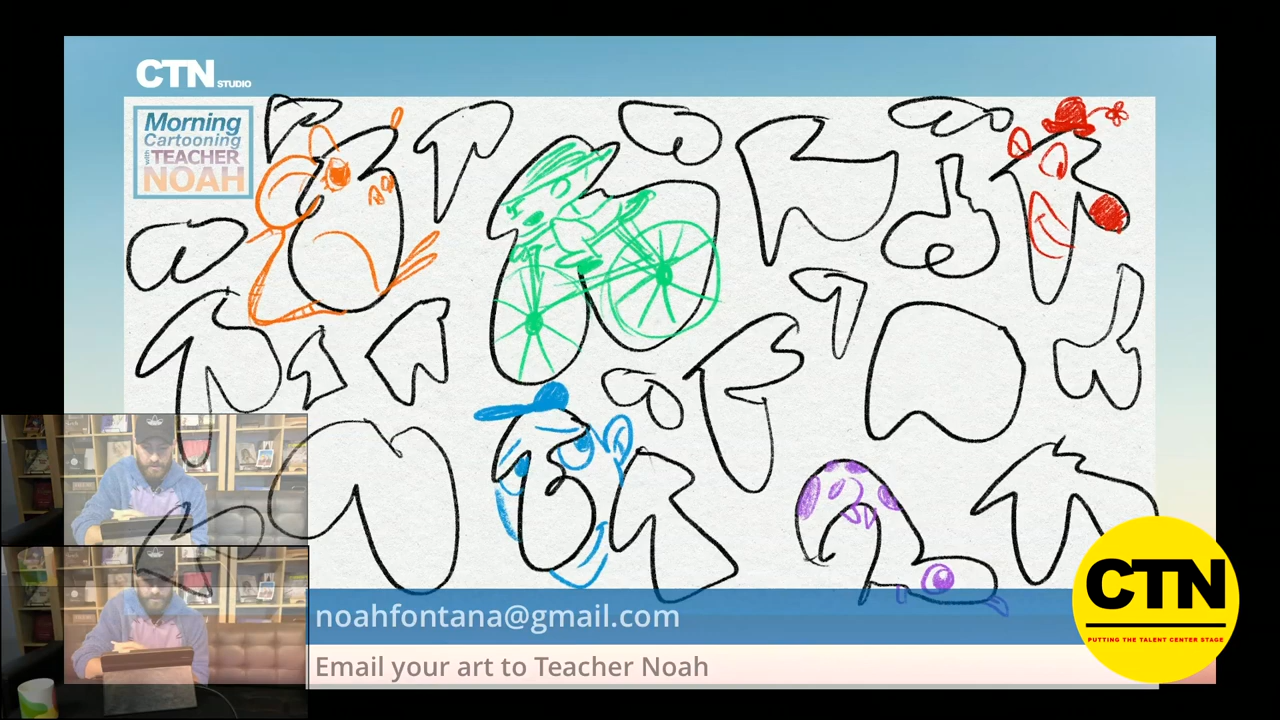 CTN STUDIO
Morning
Cartooning
with TEACHER
NOAH
noahfontana@gmail.com
Email your art to Teacher Noah
CTN
PUTTING THE TALENT CENTER STAGE